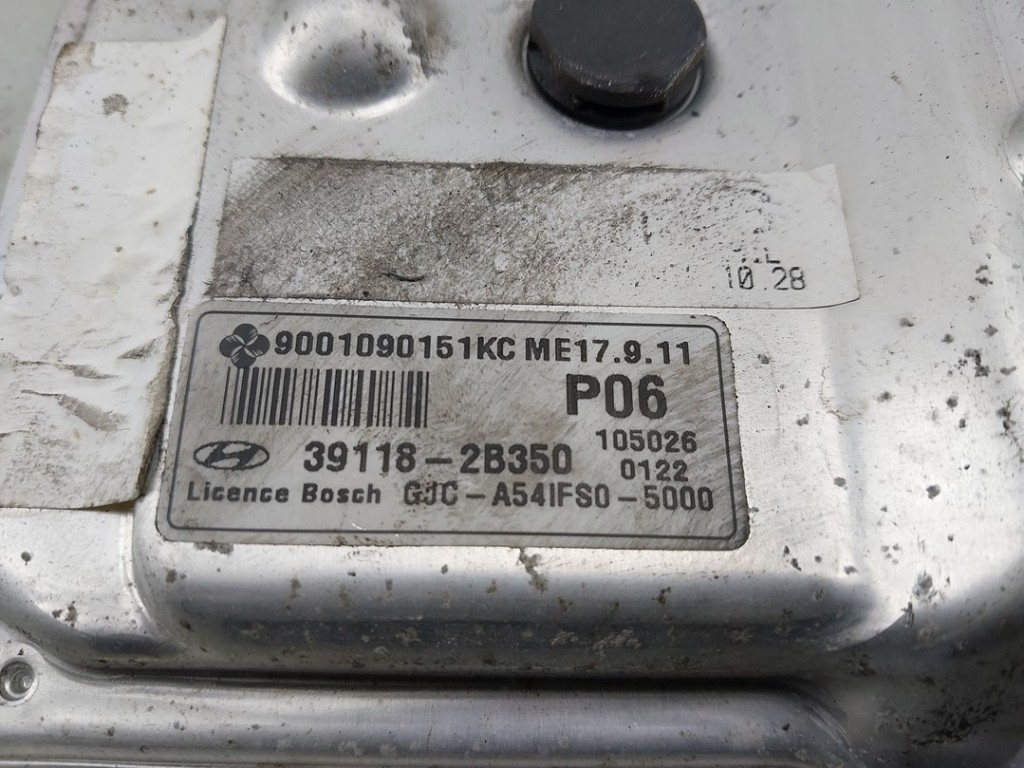 10.28
9001090151KC ME17.9.11
P06
39118-2B350
105026
0122
Licence Bosch GJC-A54IFS0-5000